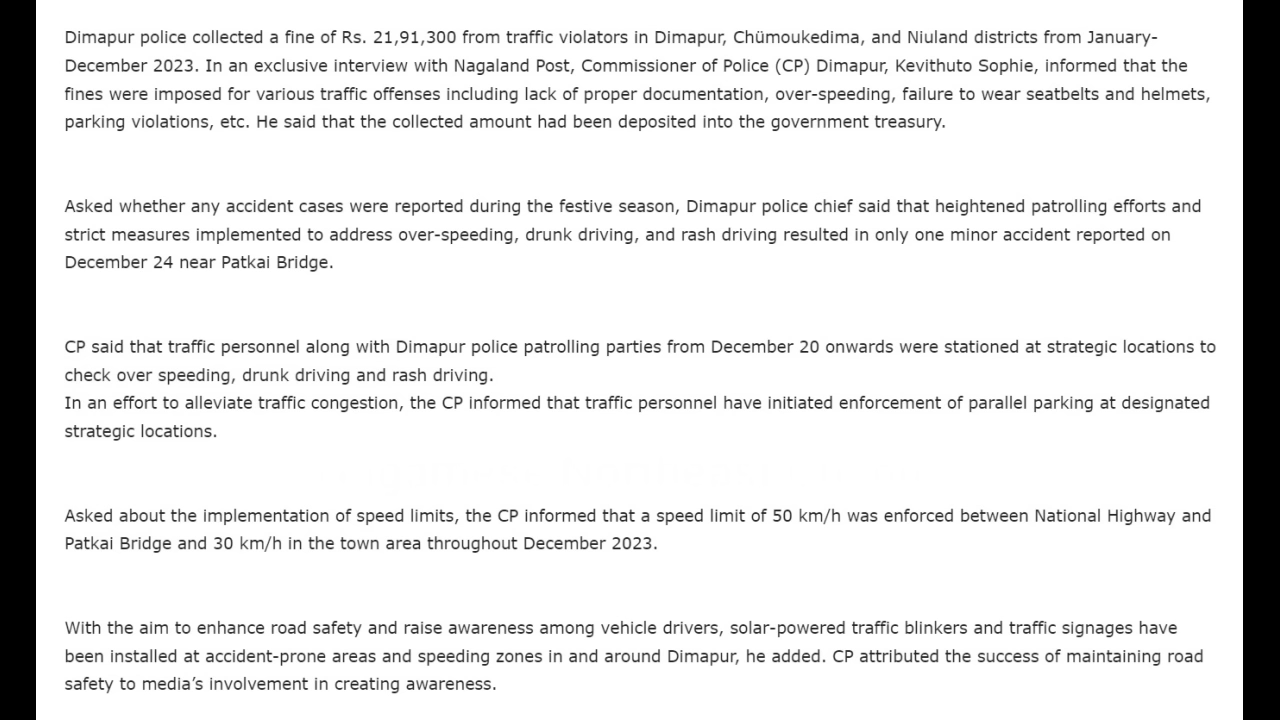 Dimapur police collected a fine of Rs. 21,91,300 from traffic violators in Dimapur, Chümoukedima, and Niuland districts from January-
December 2023. In an exclusive interview with Nagaland Post, Commissioner of Police (CP) Dimapur, Kevithuto Sophie, informed that the
fines were imposed for various traffic offenses including lack of proper documentation, over-speeding, failure to wear seatbelts and helmets,
parking violations, etc. He said that the collected amount had been deposited into the government treasury.
Asked whether any accident cases were reported during the festive season, Dimapur police chief said that heightened patrolling efforts and
strict measures implemented to address over-speeding, drunk driving, and rash driving resulted in only one minor accident reported on
December 24 near Patkai Bridge.
CP said that traffic personnel along with Dimapur police patrolling parties from December 20 onwards were stationed at strategic locations to
check over speeding, drunk driving and rash driving.
In an effort to alleviate traffic congestion, the CP informed that traffic personnel have initiated enforcement of parallel parking at designated
strategic locations.
Asked about the implementation of speed limits, the CP informed that a speed limit of 50 km/h was enforced between National Highway and
Patkai Bridge and 30 km/h in the town area throughout December 2023.
With the aim to enhance road safety and raise awareness among vehicle drivers, solar-powered traffic blinkers and traffic signages have
been installed at accident-prone areas and speeding zones in and around Dimapur, he added. CP attributed the success of maintaining road
safety to media’s involvement in creating awareness.